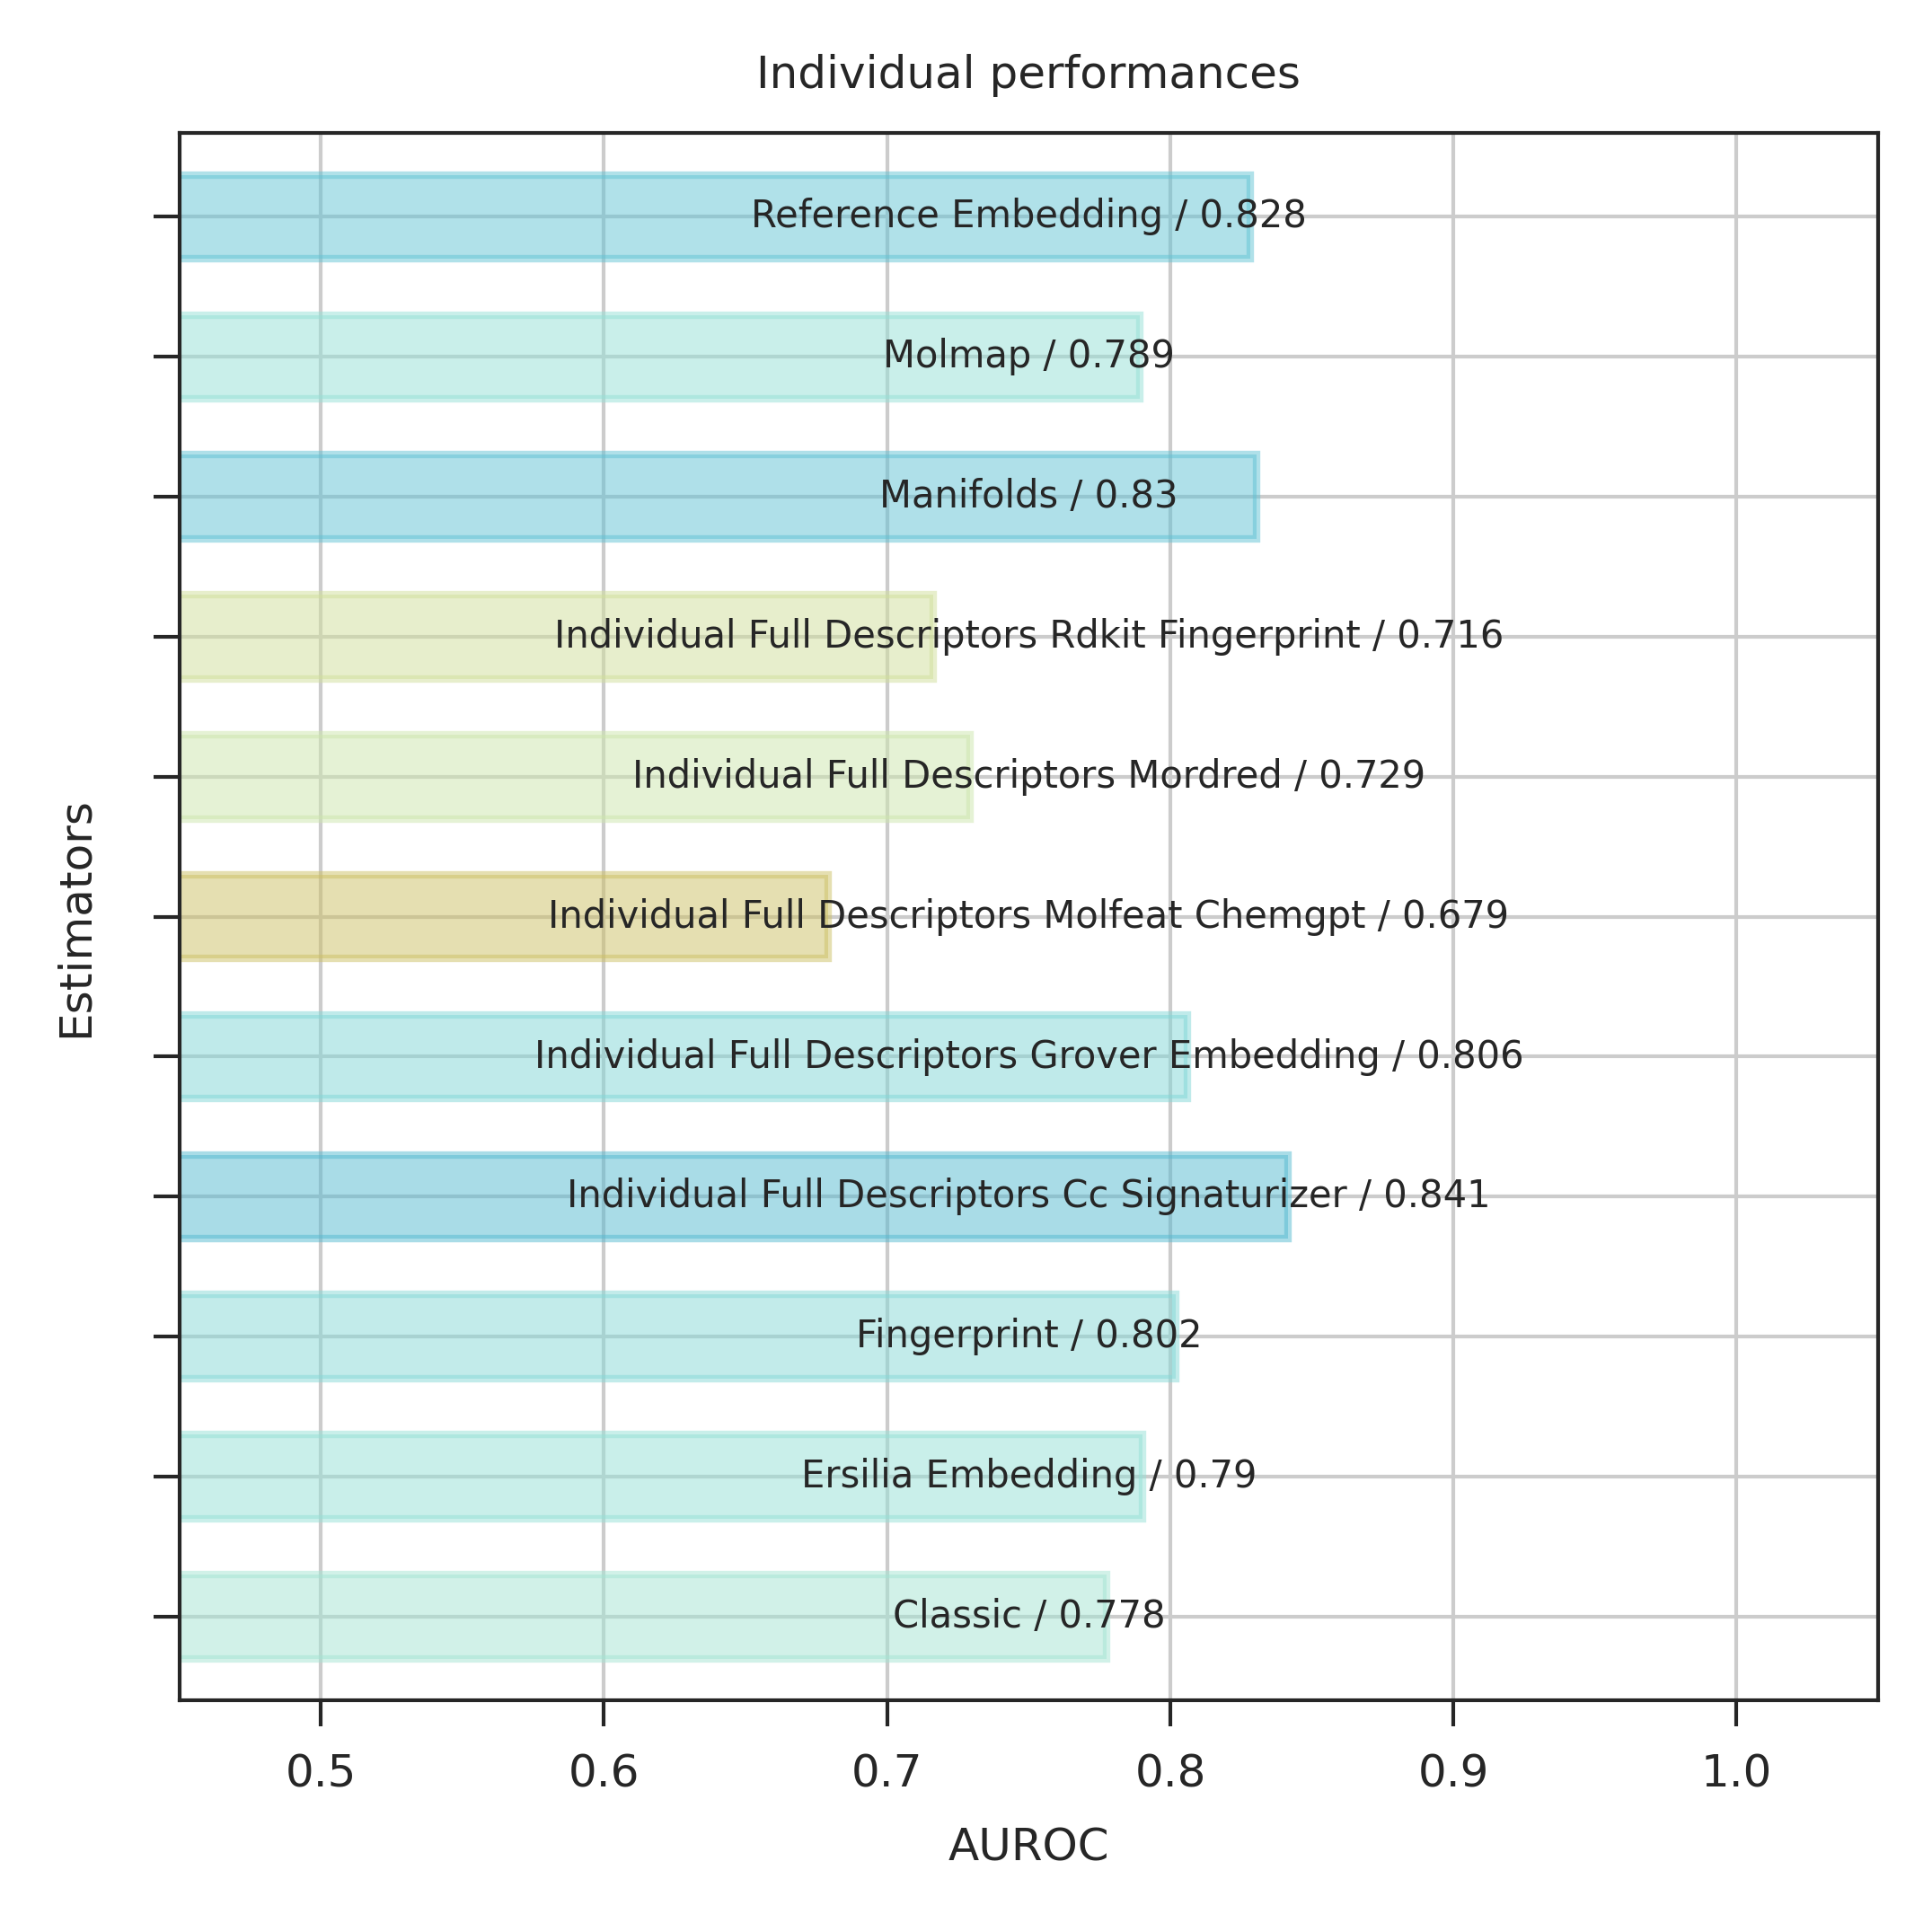 Individual performances
Reference Embedding / 0.828
Molmap / 0.789
Manifolds / 0.83
Individual Full Descriptors Rdkit Fingerprint / 0.716
Individual Full Descriptors Mordred / 0.729
Individual Full Descriptors Molfeat Chemgpt / 0.679
Individual Full Descriptors Grover Embedding / 0.806
Individual Full Descriptors Cc Signaturizer / 0.841
Fingerprint / 0.802
Ersilia Embedding / 0.79
Classic / 0.778
Estimators
0.5 0.6 0.7 0.8 0.9 1.0
AUROC